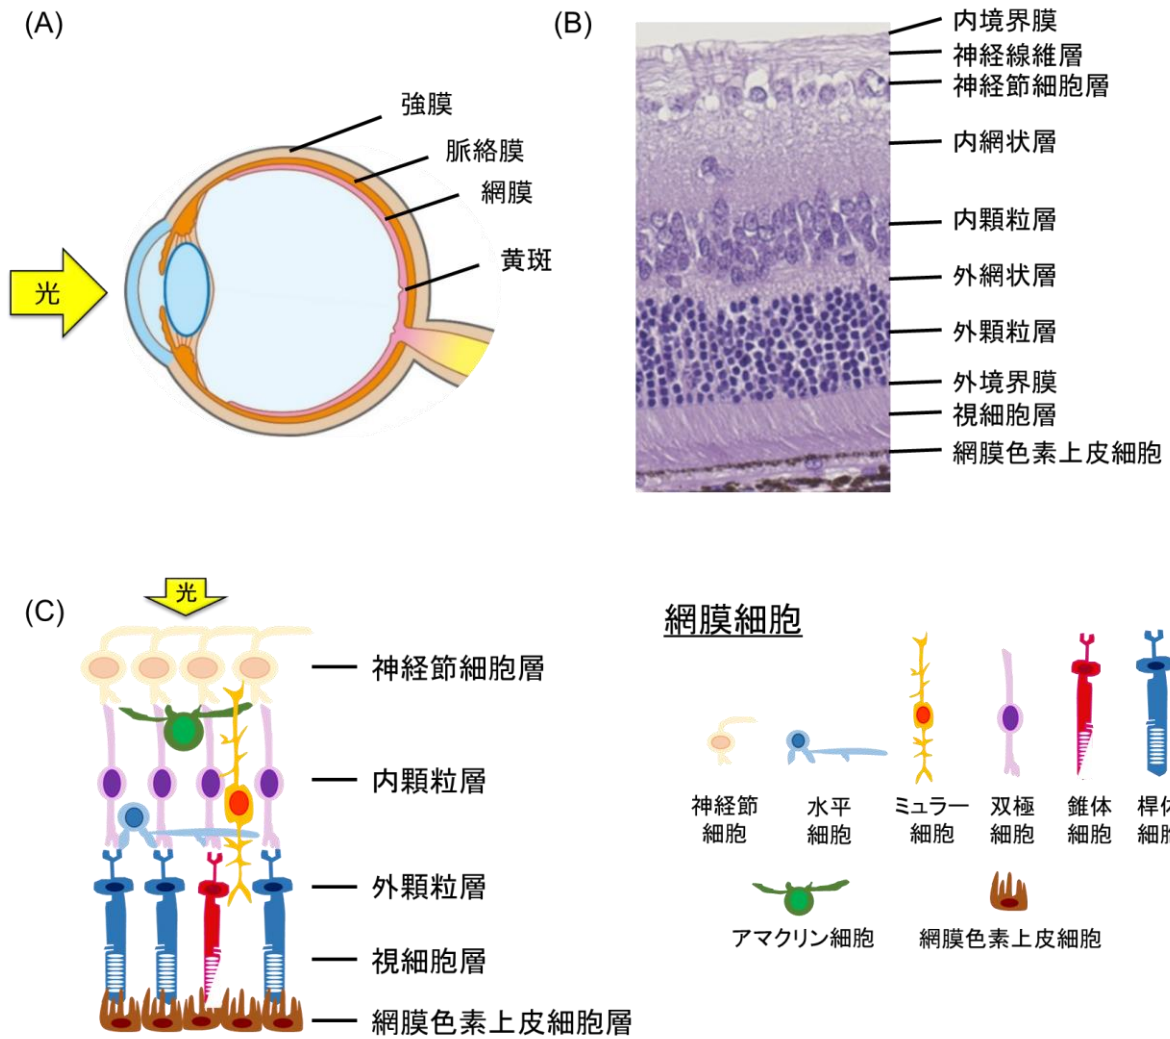 (A)
強膜
脈絡膜
網膜
黄斑
光
(B)
内境界膜
神経線維層
神経節細胞層
内網状層
内顆粒層
外網状層
外顆粒層
外境界膜
視細胞層
網膜色素上皮細胞
(C)
光
神経節細胞層
内顆粒層
外顆粒層
視細胞層
網膜色素上皮細胞層
網膜細胞
神経節
細胞
水平
細胞
ミュラー
細胞
双極
細胞
錐体
細胞
桿体
細胞
アマクリン細胞
網膜色素上皮細胞